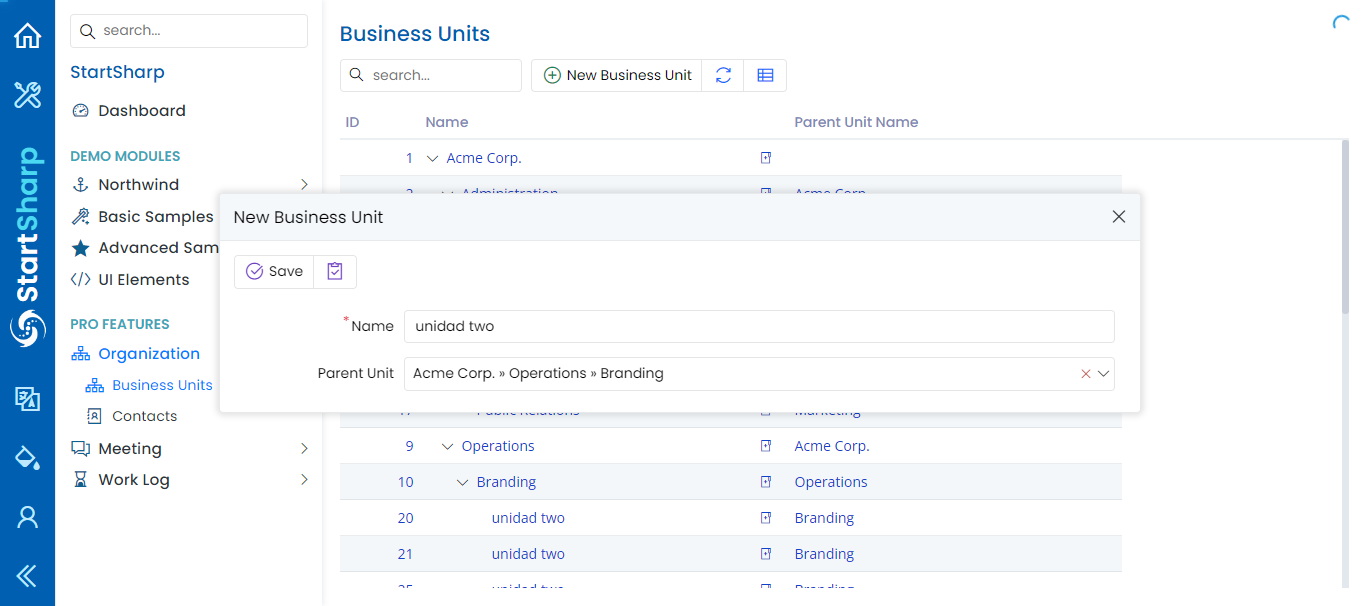 search...
StartSharp
Dashboard
DEMO MODULES
Northwind
Basic Samples
Advanced Sam
UI Elements
PRO FEATURES
Organization
Business Units
Contacts
Meeting
Work Log
StartSharp
Business Units
search...
New Business Unit
ID Name Parent Unit Name
1 Acme Corp.
2 Administration Acme Corp.
New Business Unit
Save
*Name unidad two
Parent Unit Acme Corp. » Operations » Branding
17 Public Relations Marketing
9 Operations Acme Corp.
10 Branding Operations
20 unidad two Branding
21 unidad two Branding
25 unidad two Branding